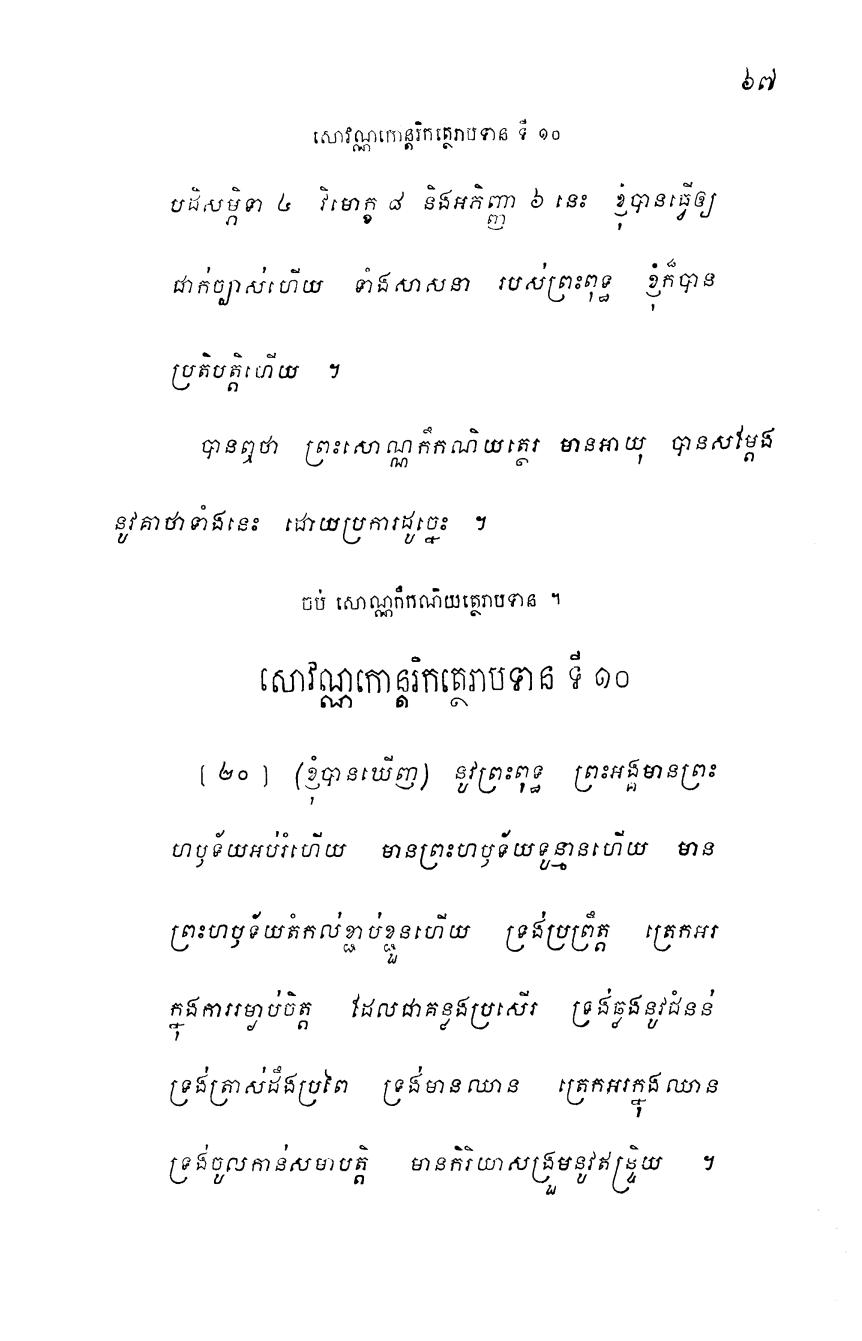 ៦៧
សោវណ្ណកោន្តរិកត្ថេរាបទាន ទី ១០
បដិសម្ភិទា ៤ វិមោក្ខ ៨ និងអភិញ្ញា ៦ នេះ ខ្ញុំបានធ្វើឲ្យ
ជាក់ច្បាស់ហើយ ទាំងសាសនា របស់ព្រះពុទ្ធ ខ្ញុំក៏បាន
ប្រតិបត្តិហើយ ។
បានឮថា ព្រះសោណ្ណកឹកណិយត្ថេរ មានអាយុ បានសម្តែង
នូវគាថាទាំងនេះ ដោយប្រការដូច្នេះ ។
ចប់ សោណ្ណកឹកណិយត្ថេរាបទាន ។
សោវណ្ណកោន្តរិកត្ថេរាបទាន ទី ១០
[ ២០ ] (ខ្ញុំបានឃើញ) នូវព្រះពុទ្ធ ព្រះអង្គមានព្រះ
ហឫទ័យអប់រំហើយ មានព្រះហឫទ័យទូន្មានហើយ មាន
ព្រះហឫទ័យតំកល់ខ្ជាប់ខ្ជួនហើយ ទ្រង់ប្រព្រឹត្ត ត្រេកអរ
ក្នុងការរម្ងាប់ចិត្ត ដែលជាគន្លងប្រសើរ ទ្រង់ឆ្លងនូវជំនន់
ទ្រង់ត្រាស់ដឹងប្រពៃ ទ្រង់មានឈាន ត្រេកអរក្នុងឈាន
ទ្រង់ចូលកាន់សមាបត្តិ មានកិរិយាសង្រួមនូវឥន្ទ្រិយ ។